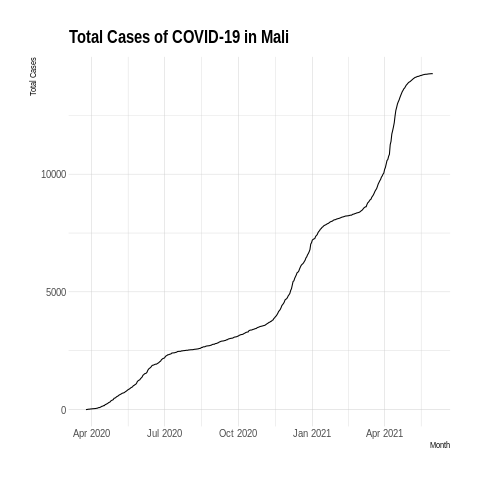 Total Cases of COVID-19 in Mali
Total Cases
10000
5000
0
Apr 2020 Jul 2020 Oct 2020 Jan 2021 Apr 2021
Month